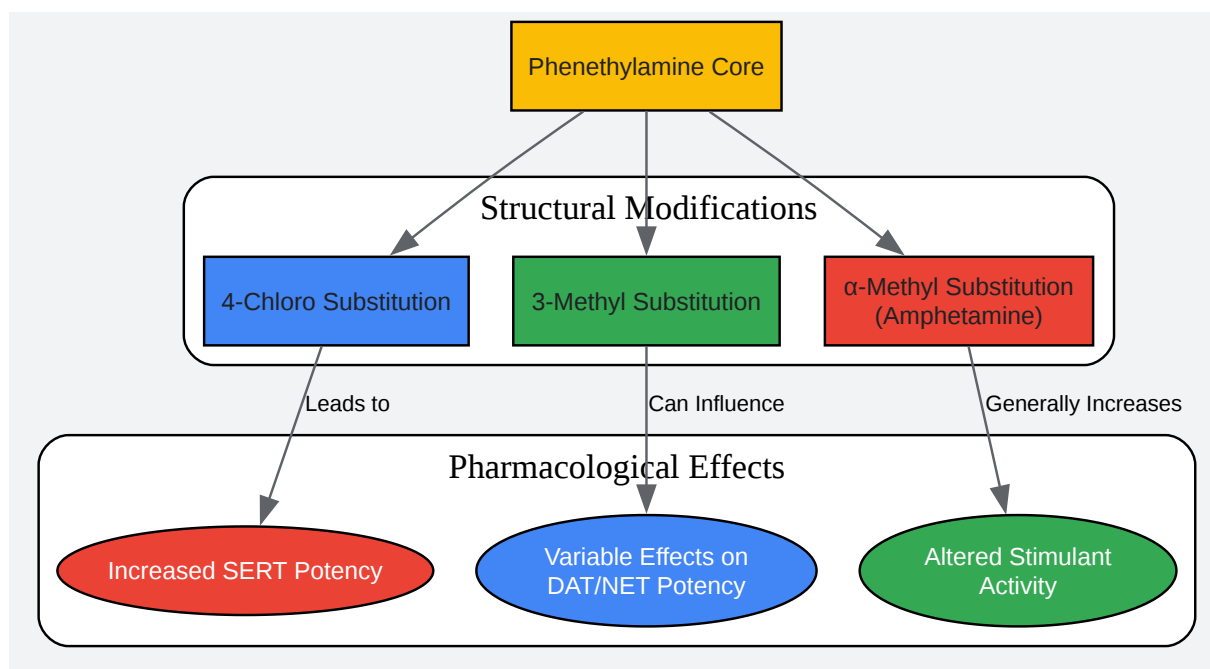 Phenethylamine Core
Structural Modifications
4-Chloro Substitution
3-Methyl Substitution
α-Methyl Substitution
(Amphetamine)
Leads to
Can Influence
Generally Increases
Pharmacological Effects
Increased SERT Potency
Variable Effects on
DAT/NET Potency
Altered Stimulant
Activity